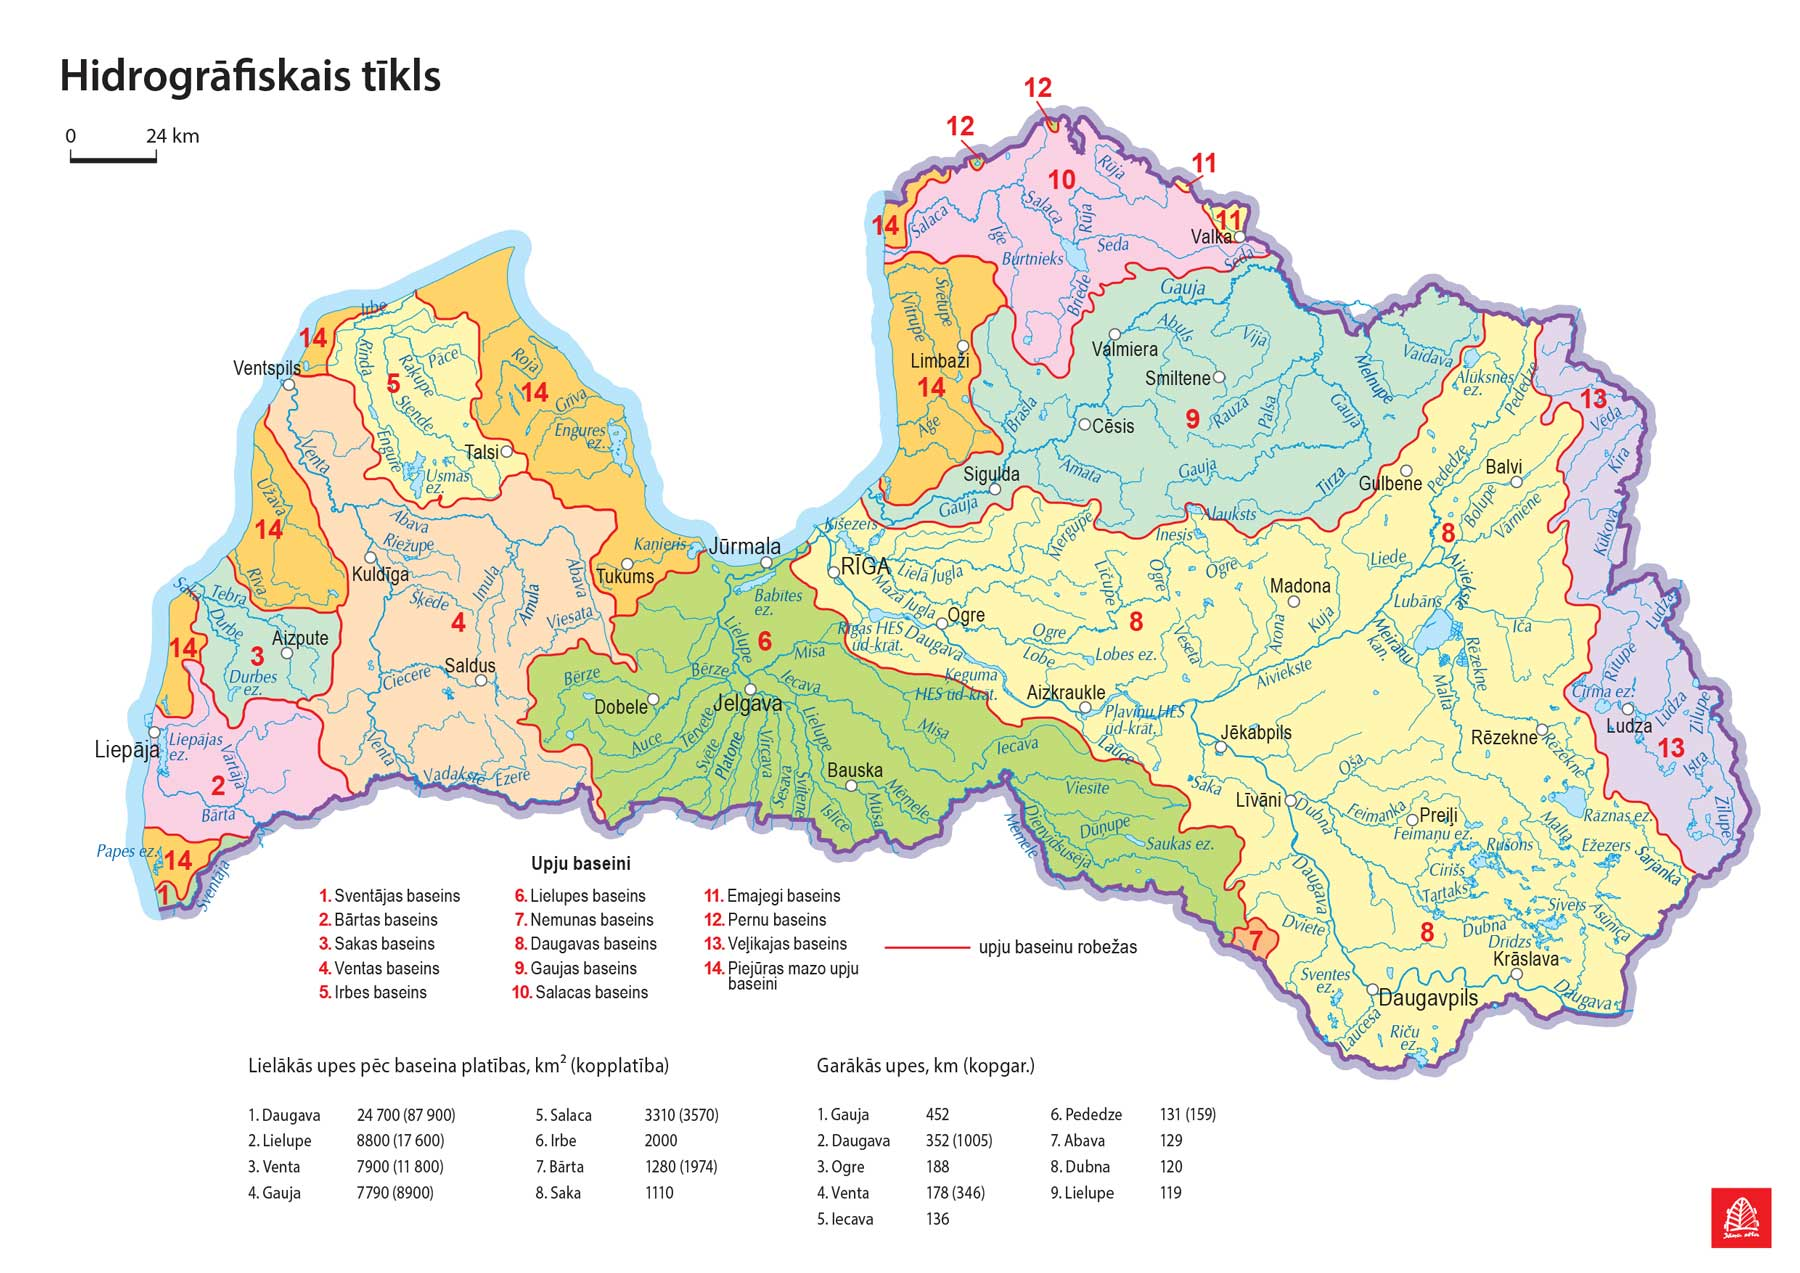 Hidrogrāfiskais tīkls
0 24 km
12
12
11
10
Rūja
14
Salaca
Salaca
Rūja
11
Valka
Iģe
Burtnieks
Seda
Seda
Briede
Irbe
14
Svētupe
Vitrupe
Gauja
Ventspils
Rinda
Pāce
Raķupe
5
Roja
14
Stende
Grīva
Engures
ez.
Limbaži
14
Aģe
Valmiera
Abuls
Vija
Smiltene
Melnupe
Vaidava
Alūksnes
ez.
Pededze
13
Vēda
Brasla
Cēsis
9
Rauza
Palsa
Gauja
Venta
Engure
Talsi
Usmas
ez.
Sigulda
Amata
Gauja
Tirza
Gulbene
Pededze
Balvi
Kira
Užava
14
Abava
Gauja
Alauksts
Bolupe
Vārniene
8
Kūkova
Riežupe
Kuldīga
Ķišezers
Mergupe
Inesis
Kaņieris
Jūrmala
Tukums
RĪGA
Lielā Jugla
Mazā Jugla
Ličupe
Ogre
Ogre
Liede
Aiviekste
Rīva
Saka
Tebra
Durbe
Šķēde
Imula
Amula
Abava
Viesata
Babītes
ez.
Madona
Lubāns
Ludza
Ogre
Rīgas HES
ūd-krāt.
Daugava
Ogre
8
Arona
Kuja
Meirānu
kan.
Iča
14
Aizpute
3
Durbes
ez.
4
Lielupe
6
Misa
Lobe
Lobes ez.
Veseta
Aiviekste
Rēzekne
Malta
Rītupe
Saldus
Ciecere
Bērze
Bērze
Iecava
Ķeguma
HES ūd-krāt.
Aizkraukle
Cirma ez.
Ludza
Ludza
Zilupe
Dobele
Jelgava
Pļaviņu HES
ūd-krāt.
Liepāja
Liepājas
ez.
Vārtāja
Venta
Auce
Tērvete
Svēte
Platone
Vircava
Lielupe
Misa
Iecava
Lauce
Jēkabpils
Rēzekne
Rēzekne
13
Istra
2
Bārta
Vadakste
Ezere
Sesava
Svitene
Bauska
Īslīce
Mūsa
Mēmele
Mēmele
Viesīte
Saka
Līvāni
Oša
Dubna
Feimanka
Preiļi
Feimaņu ez.
Malta
Rāznas ez.
Zilupe
Papes ez.
14
1
Sventāja
Dienvidsusēja
Dūņupe
Saukas ez.
Rušons
Ežezers
Sarjanka
Cirišs
Tartaks
Daugava
Sivers
Asūnica
7
Dviete
8
Dubna
Drīdzs
Krāslava
Sventes
ez.
Daugavpils
Daugava
Laucesa
Riču
ez.
Upju baseini
1. Sventājas baseins
2. Bārtas baseins
3. Sakas baseins
4. Ventas baseins
5. Irbes baseins
6. Lielupes baseins
7. Nemunas baseins
8. Daugavas baseins
9. Gaujas baseins
10. Salacas baseins
11. Emajegi baseins
12. Pernu baseins
13. Veļikajas baseins
14. Piejūras mazo upju
baseini
upju baseinu robežas
Lielākās upes pēc baseina platības, km² (kopplatība)
1. Daugava 24 700 (87 900)
2. Lielupe 8800 (17 600)
3. Venta 7900 (11 800)
4. Gauja 7790 (8900)
5. Salaca 3310 (3570)
6. Irbe 2000
7. Bārta 1280 (1974)
8. Saka 1110
Garākās upes, km (kopgar.)
1. Gauja 452
2. Daugava 352 (1005)
3. Ogre 188
4. Venta 178 (346)
5. Iecava 136
6. Pededze 131 (159)
7. Abava 129
8. Dubna 120
9. Lielupe 119
Jāņa sēta